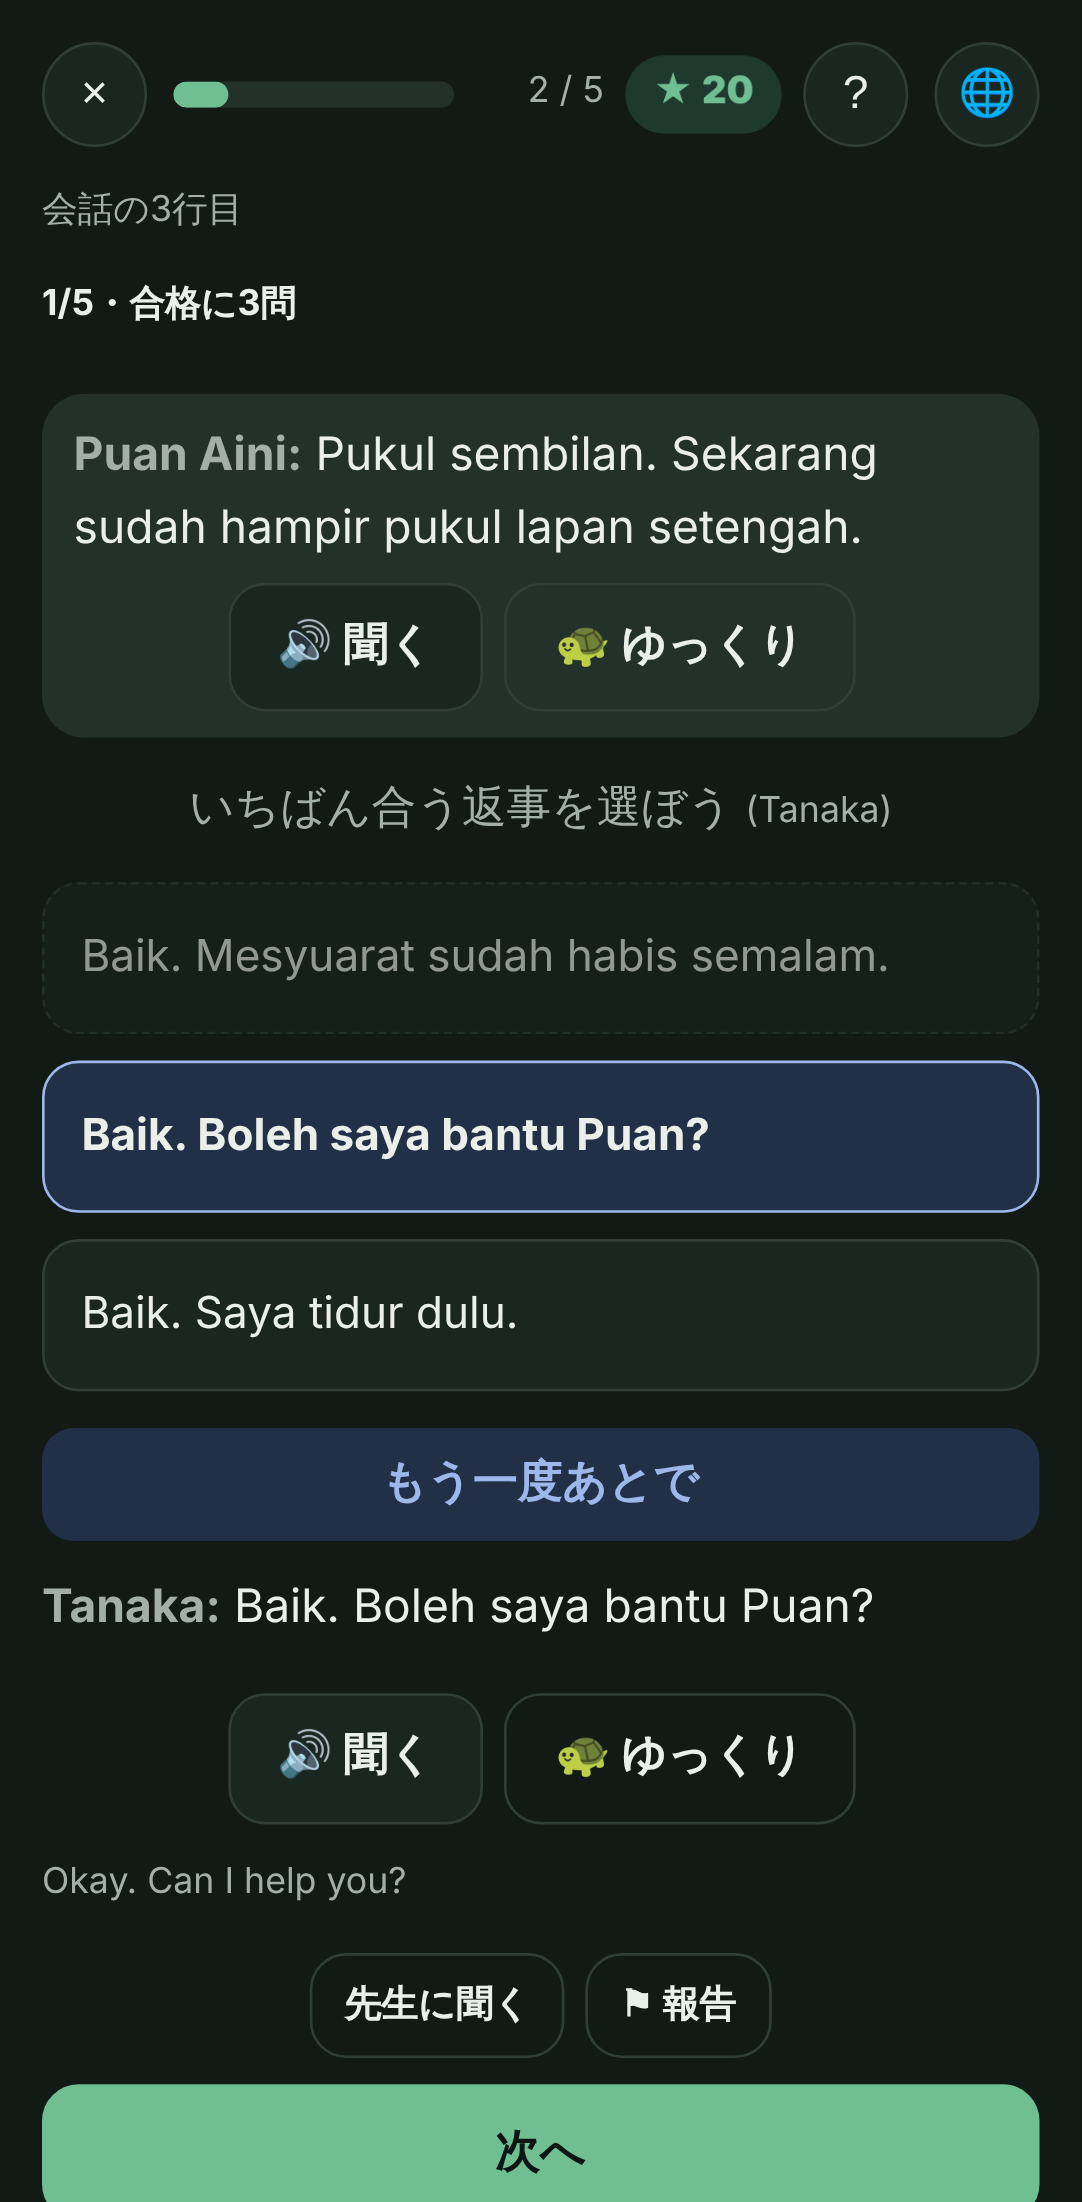 ×
2 / 5
★ 20
?
会話の3行目
1/5・合格に3問
Puan Aini: Pukul sembilan. Sekarang
sudah hampir pukul lapan setengah.
🔊 聞く
🐢 ゆっくり
いちばん合う返事を選ぼう (Tanaka)
Baik. Mesyuarat sudah habis semalam.
Baik. Boleh saya bantu Puan?
Baik. Saya tidur dulu.
もう一度あとで
Tanaka: Baik. Boleh saya bantu Puan?
🔊 聞く
🐢 ゆっくり
Okay. Can I help you?
先生に聞く
⚑ 報告
次へ